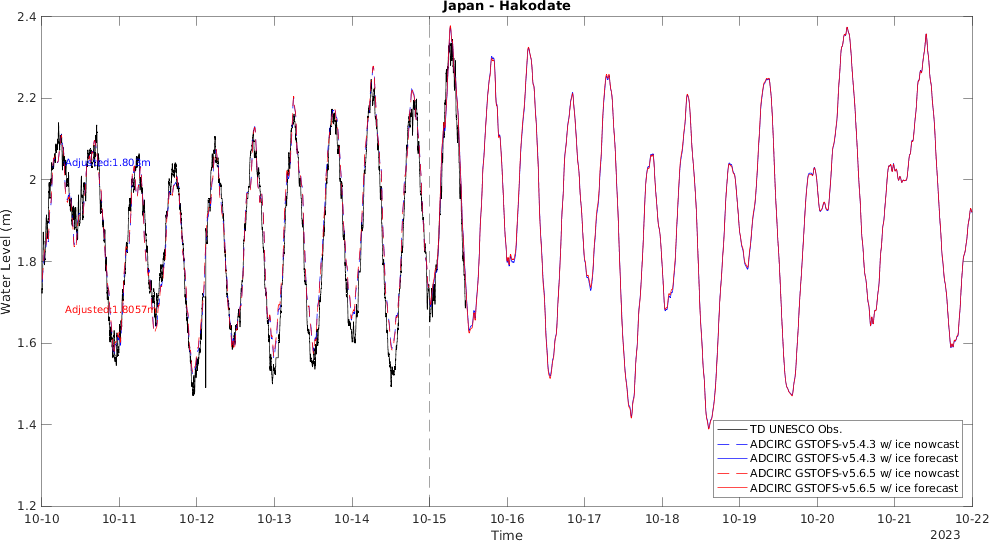 Japan - Hakodate
Water Level (m)
2.4
2.2
2
1.8
1.6
1.4
1.2
Adjusted:1.805m
Adjusted:1.8057m
TD UNESCO Obs.
ADCIRC GSTOFS-v5.4.3 w/ ice nowcast
ADCIRC GSTOFS-v5.4.3 w/ ice forecast
ADCIRC GSTOFS-v5.6.5 w/ ice nowcast
ADCIRC GSTOFS-v5.6.5 w/ ice forecast
10-10 10-11 10-12 10-13 10-14 10-15 10-16 10-17 10-18 10-19 10-20 10-21 10-22
Time
2023